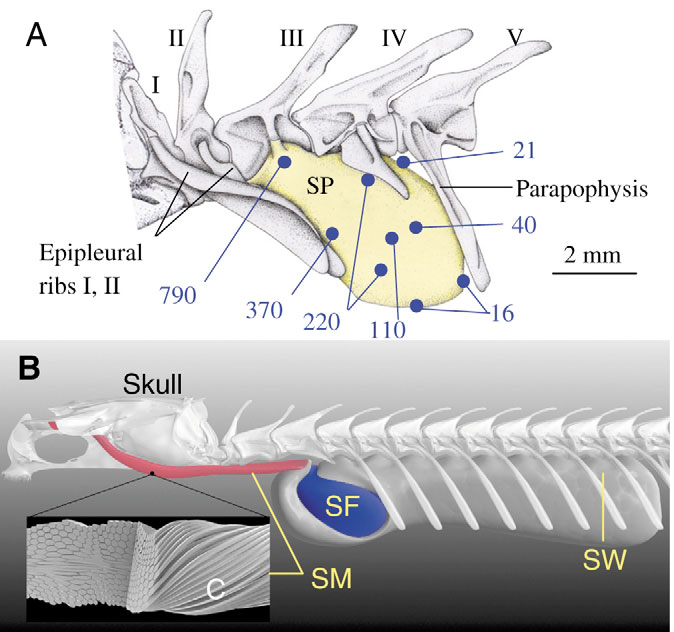 A
I
II
III
IV
V
SP
21
Parapophysis
40
2 mm
Epipleural
ribs I, II
790
370
220
110
16
B
Skull
SF
SW
SM
C